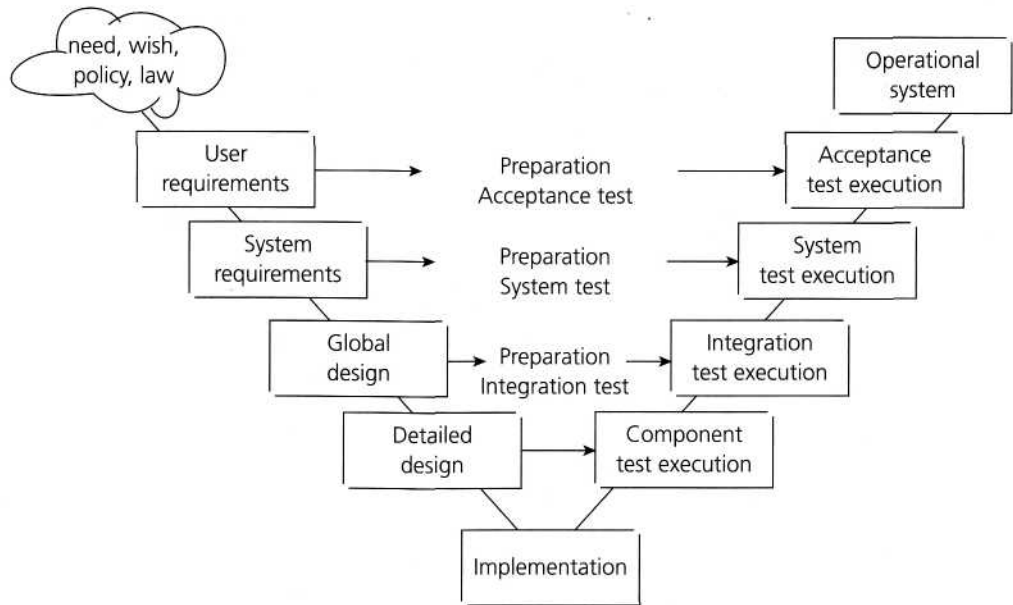 need, wish,
policy, law
Operational
system
User
requirements
Preparation
Acceptance test
Acceptance
test execution
System
requirements
Preparation
System test
System
test execution
Global
design
Preparation
Integration test
Integration
test execution
Detailed
design
Component
test execution
Implementation